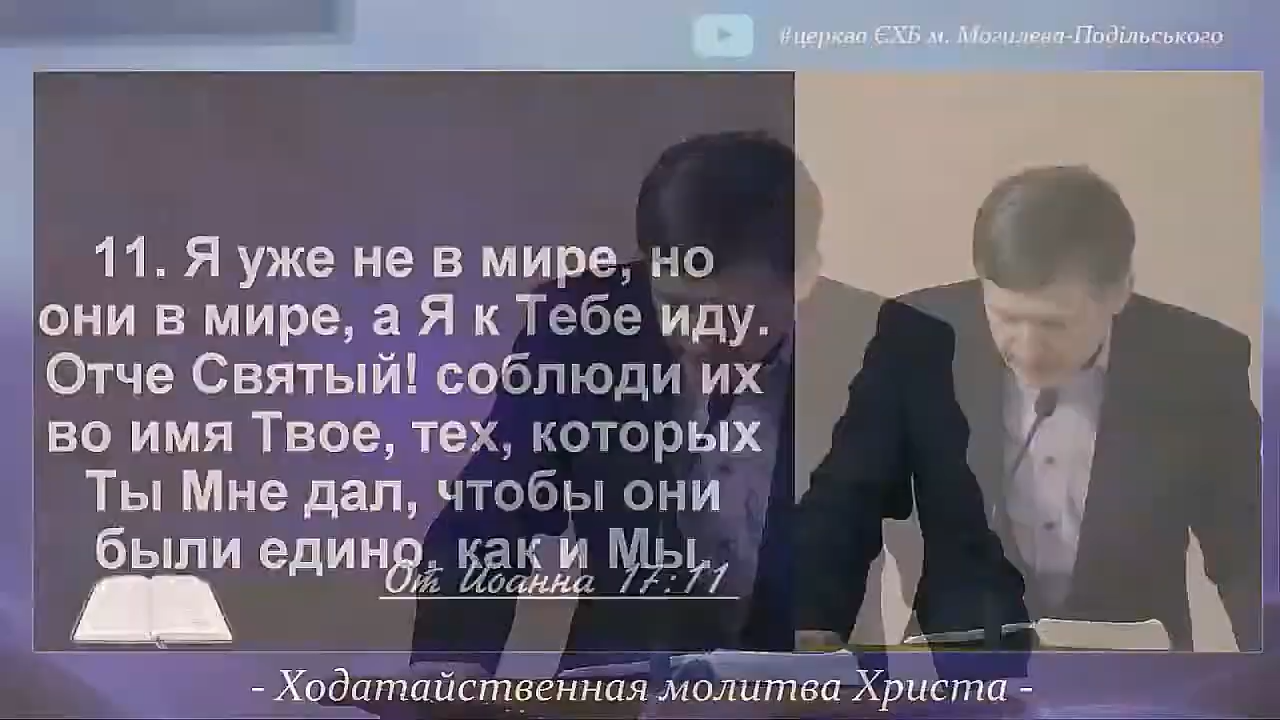 #церква ЄХБ м. Могилева-Подільського
11. Я уже не в мире, но
они в мире, а Я к Тебе иду.
Отче Святый! соблюди их
во имя Твое, тех, которых
Ты Мне дал, чтобы они
были едино, как и Мы.
От Иоанна 17:11
- Ходатайственная молитва Христа -